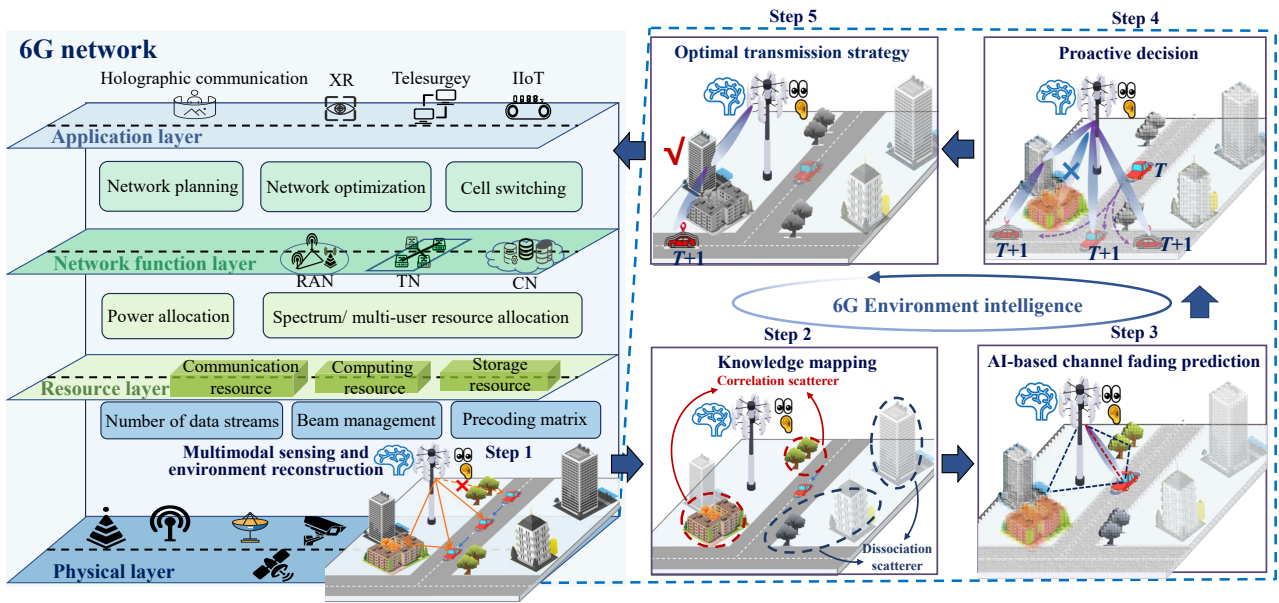 6G network
Holographic communication
XR
Telesurgey
IIoT
Application layer
Network planning
Network optimization
Cell switching
Network function layer
RAN
TN
CN
Power allocation
Spectrum/ multi-user resource allocation
Resource layer
Communication
resource
Computing
resource
Storage
resource
Number of data streams
Beam management
Precoding matrix
Multimodal sensing and
environment reconstruction
Step 1
Physical layer
Step 5
Optimal transmission strategy
√
T+1
Step 4
Proactive decision
T
T+1
T+1
T+1
6G Environment intelligence
Step 2
Knowledge mapping
Correlation scatterer
Dissociation
scatterer
Step 3
AI-based channel fading prediction